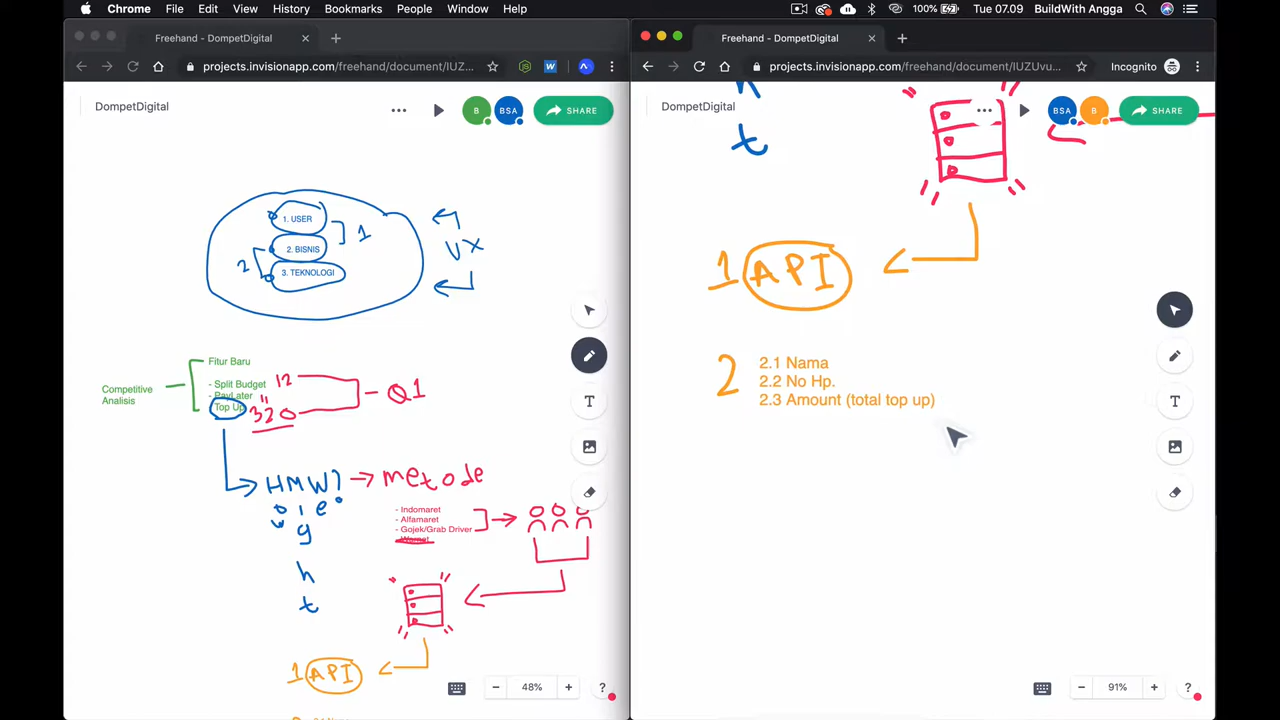 Chrome File Edit View History Bookmarks People Window Help
100% Tue 07.09 BuildWith Angga
Freehand - DompetDigital
projects.invisionapp.com/freehand/document/IUZ...
DompetDigital
B BSA SHARE
1. USER
2. BISNIS
3. TEKNOLOGI
1
2
UX
Fitur Baru
Competitive
Analisis
- Split Budget
- PayLater
- Top Up
12
11
320
Q1
HMW?
metode
- Indomaret
- Alfamaret
- Gojek/Grab Driver
h
t
1 API
48%
?
Freehand - DompetDigital
projects.invisionapp.com/freehand/document/IUZUvu...
Incognito
DompetDigital
BSA B SHARE
t
1 API
2
2.1 Nama
2.2 No Hp.
2.3 Amount (total top up)
T
T
91%
?